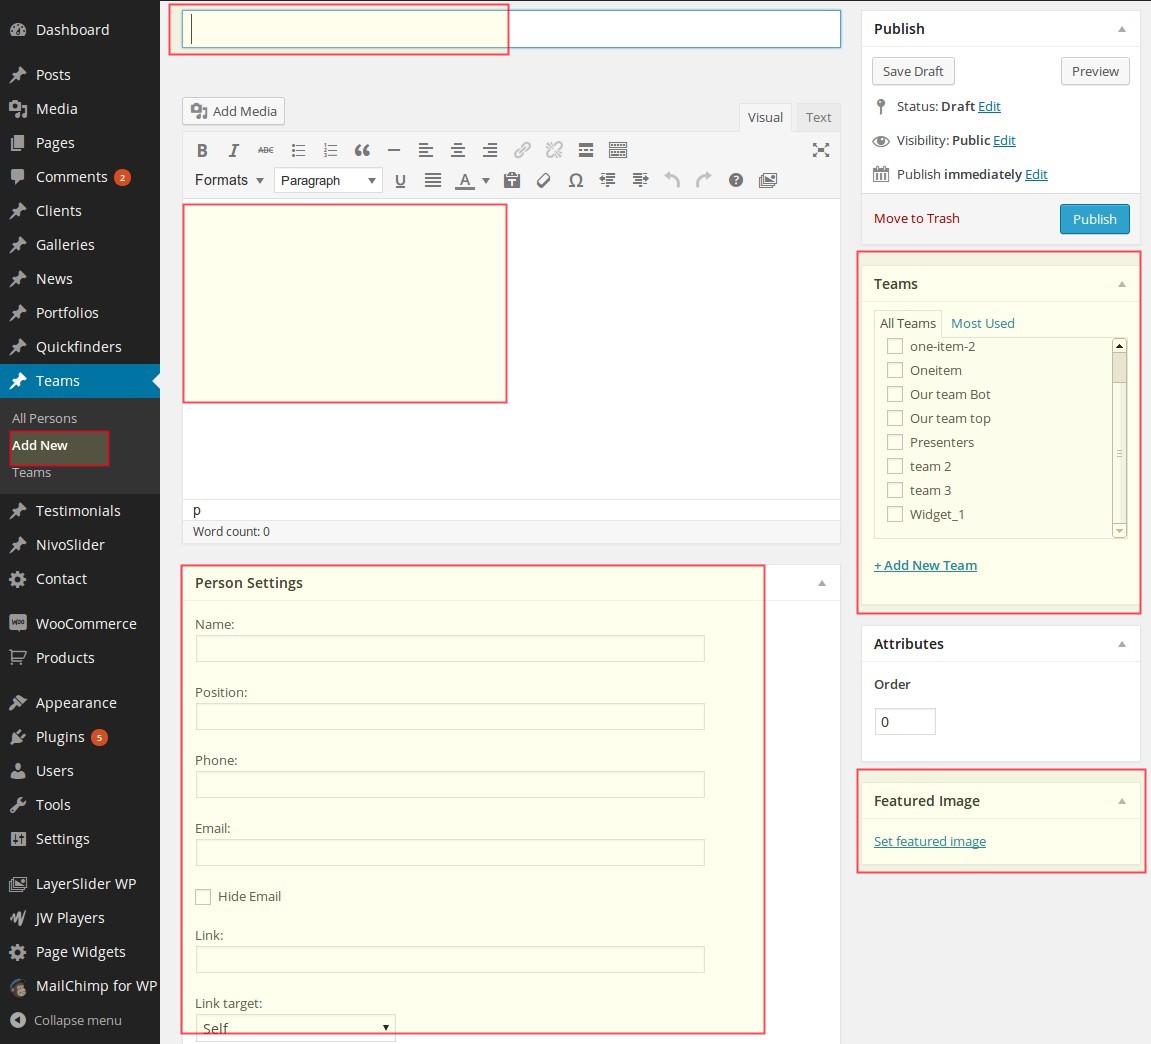 Dashboard
Posts
Media
Pages
Comments 2
Clients
Galleries
News
Portfolios
Quickfinders
Teams
All Persons
Add New
Teams
Testimonials
NivoSlider
Contact
WooCommerce
Products
Appearance
Plugins 5
Users
Tools
Settings
LayerSlider WP
JW Players
Page Widgets
MailChimp for WP
Collapse menu
Add Media
Visual Text
B I ABC
Formats Paragraph U A Ω
p
Word count: 0
Person Settings
Name:
Position:
Phone:
Email:
Hide Email
Link:
Link target:
Self
Publish
Save Draft Preview
Status: Draft Edit
Visibility: Public Edit
Publish immediately Edit
Move to Trash Publish
Teams
All Teams Most Used
one-item-2
Oneitem
Our team Bot
Our team top
Presenters
team 2
team 3
Widget_1
+ Add New Team
Attributes
Order
0
Featured Image
Set featured image